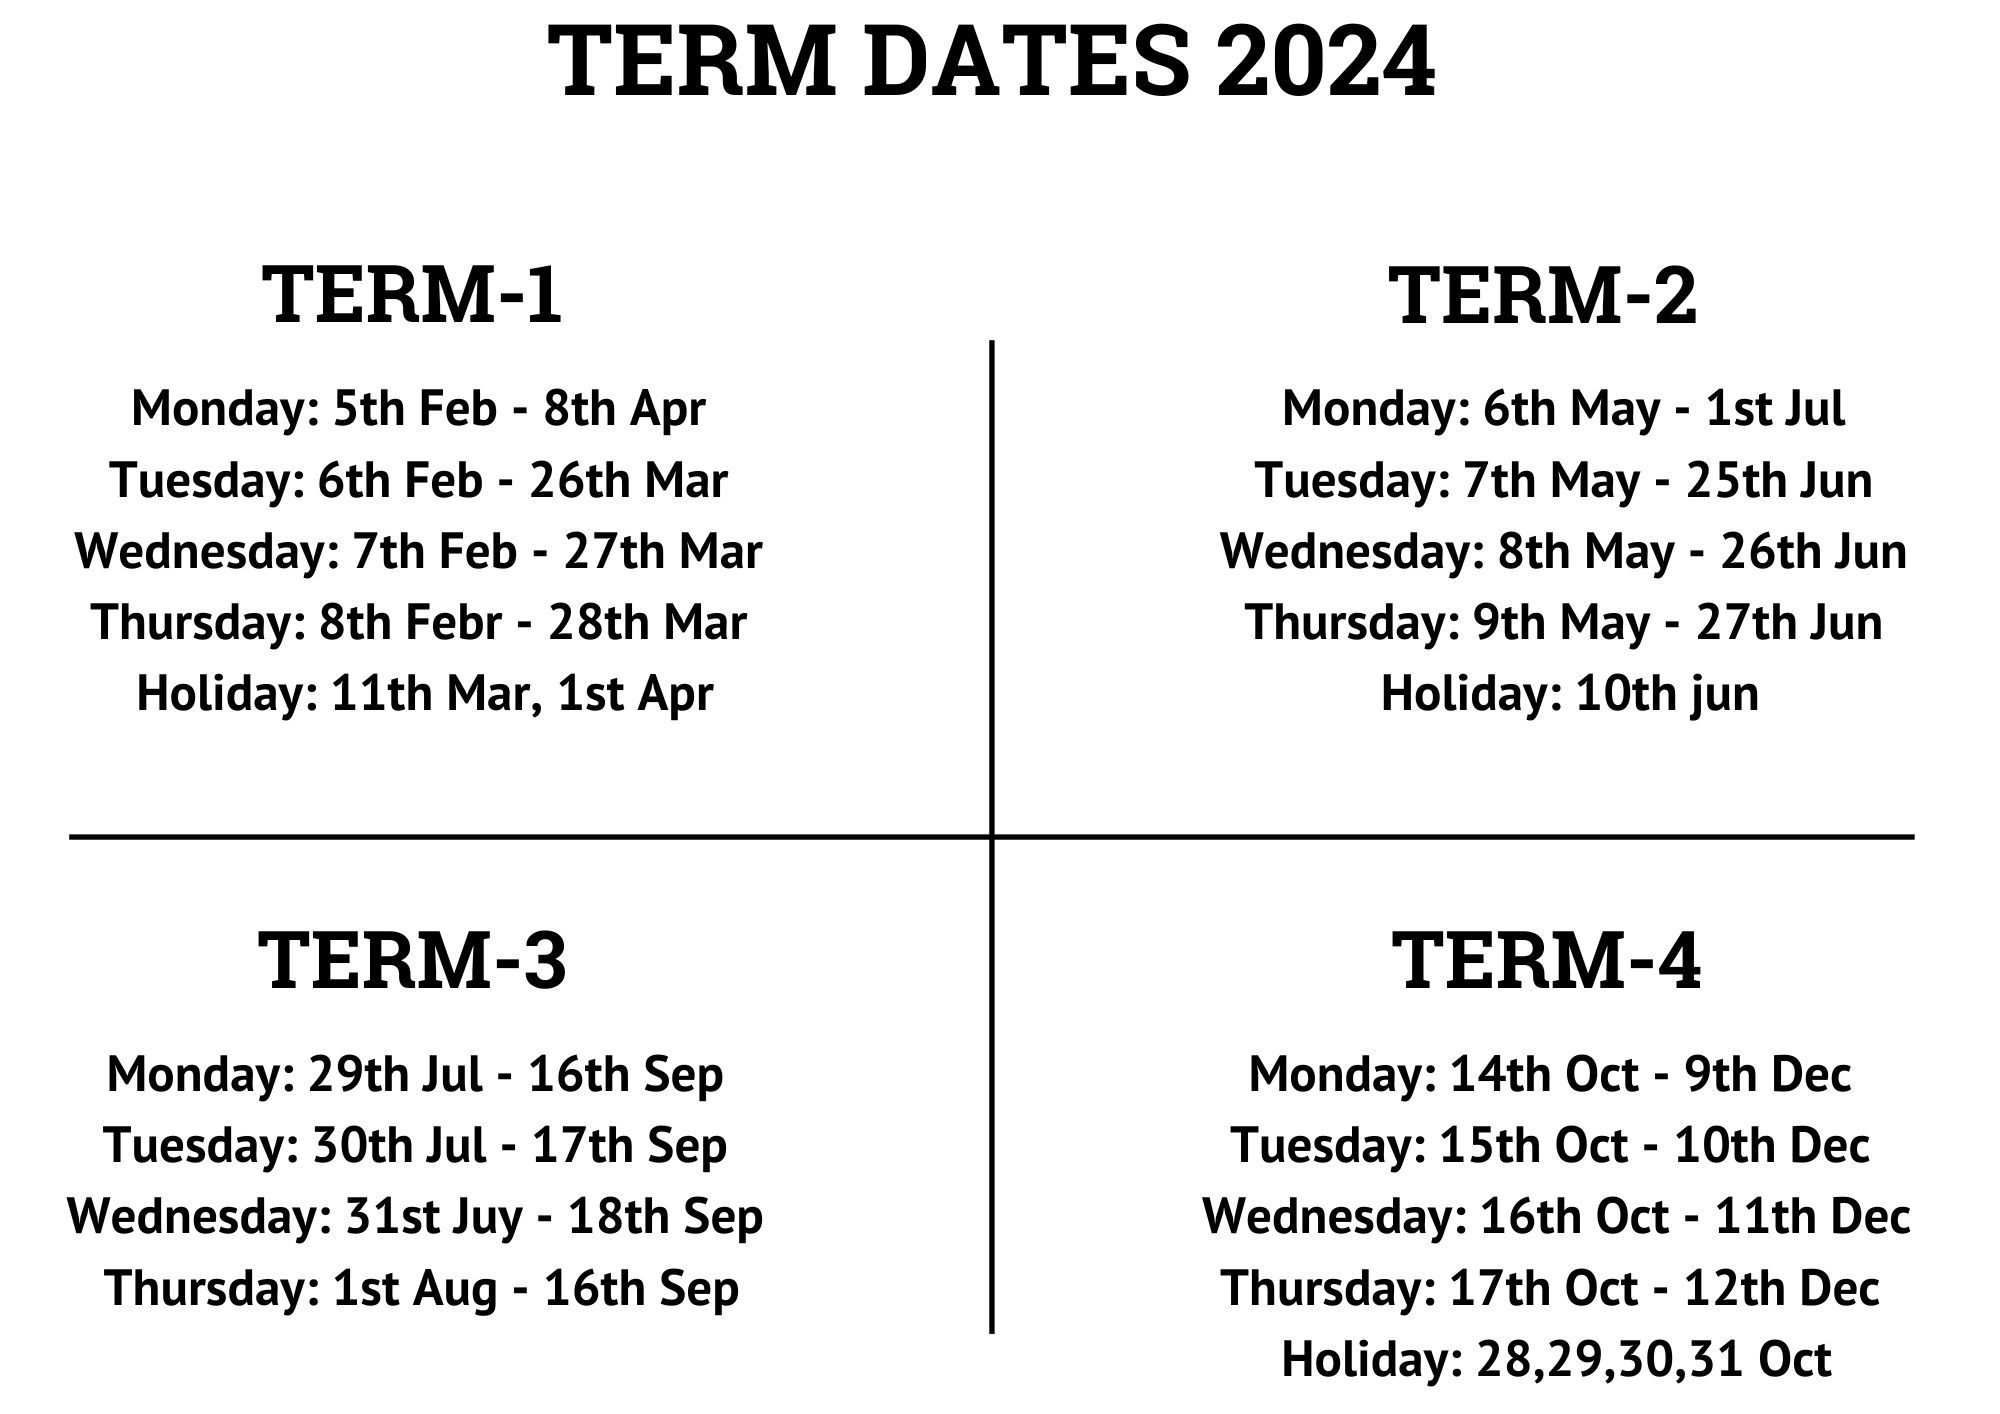 TERM DATES 2024
TERM-1
Monday: 5th Feb - 8th Apr
Tuesday: 6th Feb - 26th Mar
Wednesday: 7th Feb - 27th Mar
Thursday: 8th Febr - 28th Mar
Holiday: 11th Mar, 1st Apr
TERM-2
Monday: 6th May - 1st Jul
Tuesday: 7th May - 25th Jun
Wednesday: 8th May - 26th Jun
Thursday: 9th May - 27th Jun
Holiday: 10th jun
TERM-3
Monday: 29th Jul - 16th Sep
Tuesday: 30th Jul - 17th Sep
Wednesday: 31st Juy - 18th Sep
Thursday: 1st Aug - 16th Sep
TERM-4
Monday: 14th Oct - 9th Dec
Tuesday: 15th Oct - 10th Dec
Wednesday: 16th Oct - 11th Dec
Thursday: 17th Oct - 12th Dec
Holiday: 28,29,30,31 Oct